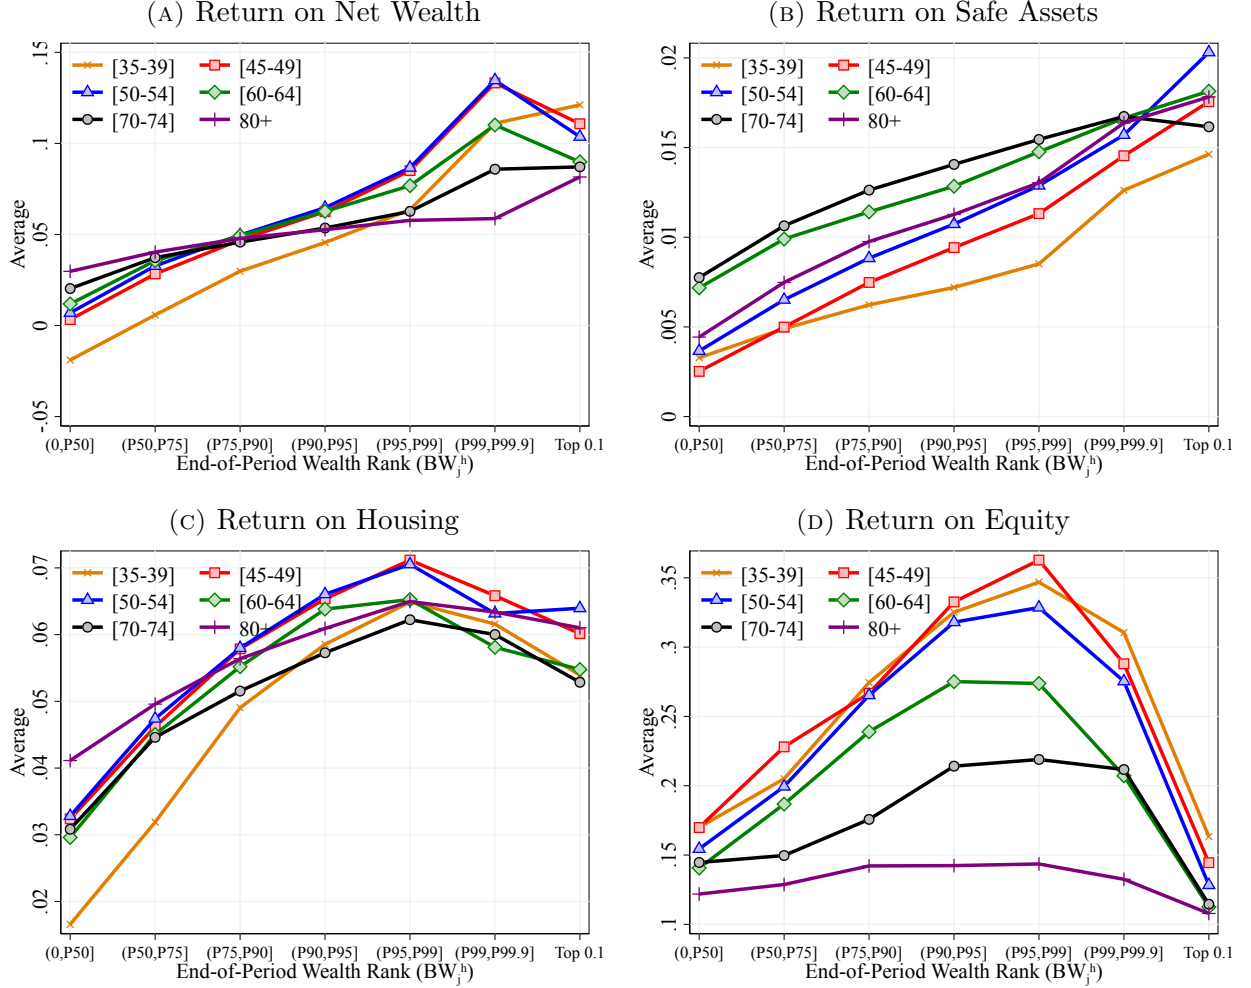 (A) Return on Net Wealth
.15
.1
.05
0
-.05
Average
[35-39]
[45-49]
[50-54]
[60-64]
[70-74]
80+
(0,P50]
(P50,P75]
(P75,P90]
(P90,P95]
(P95,P99]
(P99,P99.9]
Top 0.1
End-of-Period Wealth Rank (BW_j^h)
(B) Return on Safe Assets
.02
.015
.01
.005
0
Average
[35-39]
[45-49]
[50-54]
[60-64]
[70-74]
80+
(0,P50]
(P50,P75]
(P75,P90]
(P90,P95]
(P95,P99]
(P99,P99.9]
Top 0.1
End-of-Period Wealth Rank (BW_j^h)
(C) Return on Housing
.07
.06
.05
.04
.03
.02
Average
[35-39]
[45-49]
[50-54]
[60-64]
[70-74]
80+
(0,P50]
(P50,P75]
(P75,P90]
(P90,P95]
(P95,P99]
(P99,P99.9]
Top 0.1
End-of-Period Wealth Rank (BW_j^h)
(D) Return on Equity
.35
.3
.25
.2
.15
.1
Average
[35-39]
[45-49]
[50-54]
[60-64]
[70-74]
80+
(0,P50]
(P50,P75]
(P75,P90]
(P90,P95]
(P95,P99]
(P99,P99.9]
Top 0.1
End-of-Period Wealth Rank (BW_j^h)